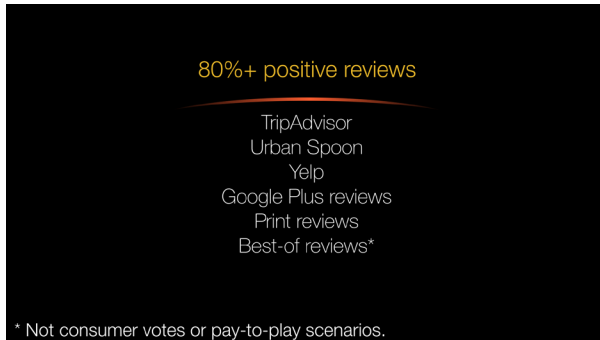 80%+ positive reviews
TripAdvisor
Urban Spoon
Yelp
Google Plus reviews
Print reviews
Best-of reviews*
* Not consumer votes or pay-to-play scenarios.